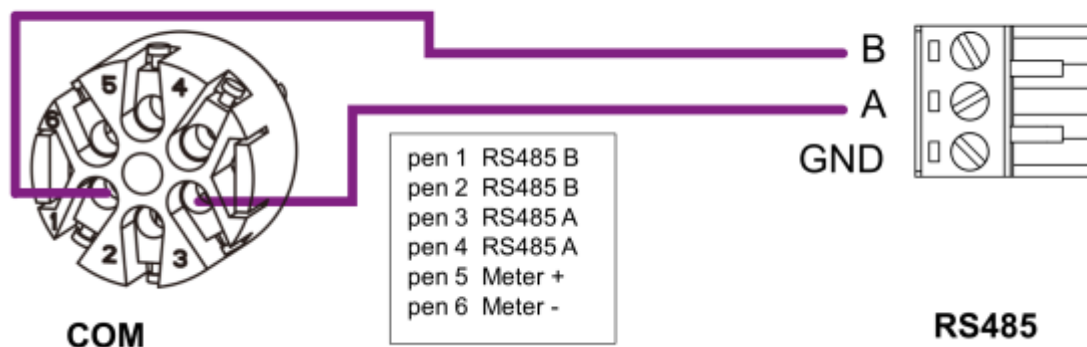 B
A
GND
5
4
6
1
2
3
pen 1 RS485 B
pen 2 RS485 B
pen 3 RS485 A
pen 4 RS485 A
pen 5 Meter +
pen 6 Meter -
COM
RS485